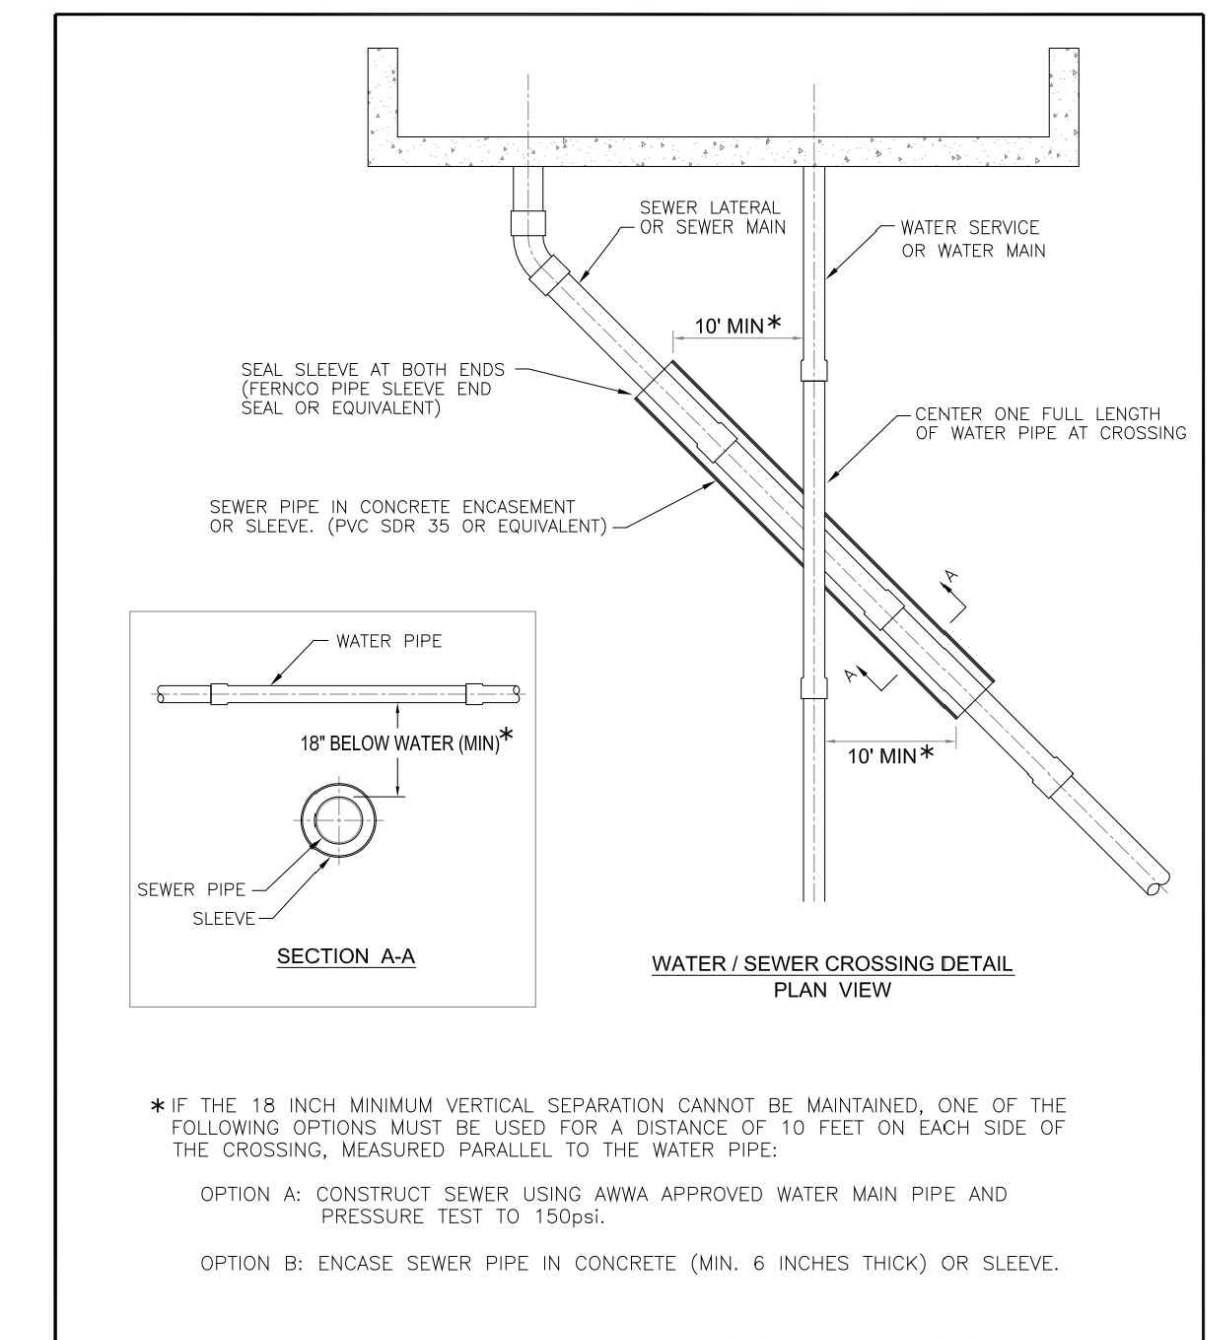 SEWER LATERAL
OR SEWER MAIN
WATER SERVICE
OR WATER MAIN
10' MIN*
SEAL SLEEVE AT BOTH ENDS
(FERNCO PIPE SLEEVE END
SEAL OR EQUIVALENT)
CENTER ONE FULL LENGTH
OF WATER PIPE AT CROSSING
SEWER PIPE IN CONCRETE ENCASEMENT
OR SLEEVE. (PVC SDR 35 OR EQUIVALENT)
A
A
10' MIN*
WATER PIPE
18" BELOW WATER (MIN)*
SEWER PIPE
SLEEVE
SECTION A-A
WATER / SEWER CROSSING DETAIL
PLAN VIEW
* IF THE 18 INCH MINIMUM VERTICAL SEPARATION CANNOT BE MAINTAINED, ONE OF THE
FOLLOWING OPTIONS MUST BE USED FOR A DISTANCE OF 10 FEET ON EACH SIDE OF
THE CROSSING, MEASURED PARALLEL TO THE WATER PIPE:
OPTION A: CONSTRUCT SEWER USING AWWA APPROVED WATER MAIN PIPE AND
PRESSURE TEST TO 150psi.
OPTION B: ENCASE SEWER PIPE IN CONCRETE (MIN. 6 INCHES THICK) OR SLEEVE.